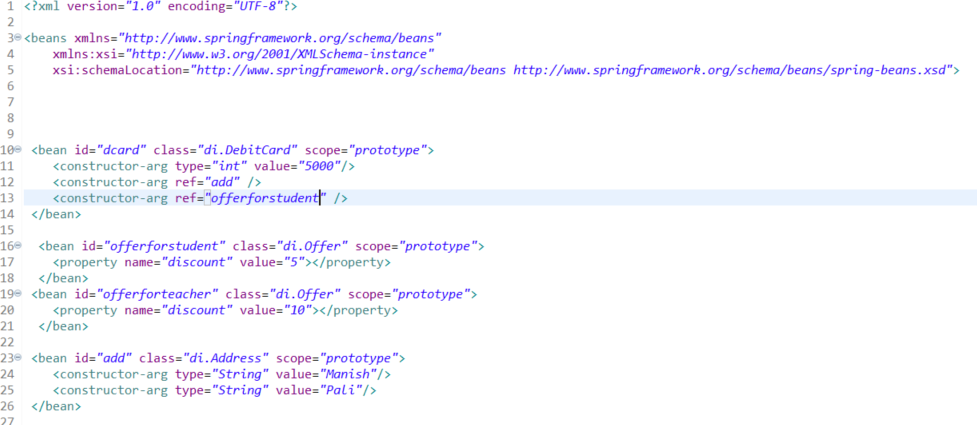 1 <?xml version="1.0" encoding="UTF-8"?>
2
3 <beans xmlns="http://www.springframework.org/schema/beans"
4 xmlns:xsi="http://www.w3.org/2001/XMLSchema-instance"
5 xsi:schemaLocation="http://www.springframework.org/schema/beans http://www.springframework.org/schema/beans/spring-beans.xsd">
6
7
8
9
10 <bean id="dcard" class="di.DebitCard" scope="prototype">
11 <constructor-arg type="int" value="5000"/>
12 <constructor-arg ref="add" />
13 <constructor-arg ref="offerforstudent" />
14 </bean>
15
16 <bean id="offerforstudent" class="di.Offer" scope="prototype">
17 <property name="discount" value="5"></property>
18 </bean>
19 <bean id="offerforteacher" class="di.Offer" scope="prototype">
20 <property name="discount" value="10"></property>
21 </bean>
22
23 <bean id="add" class="di.Address" scope="prototype">
24 <constructor-arg type="String" value="Manish"/>
25 <constructor-arg type="String" value="Pali"/>
26 </bean>
27